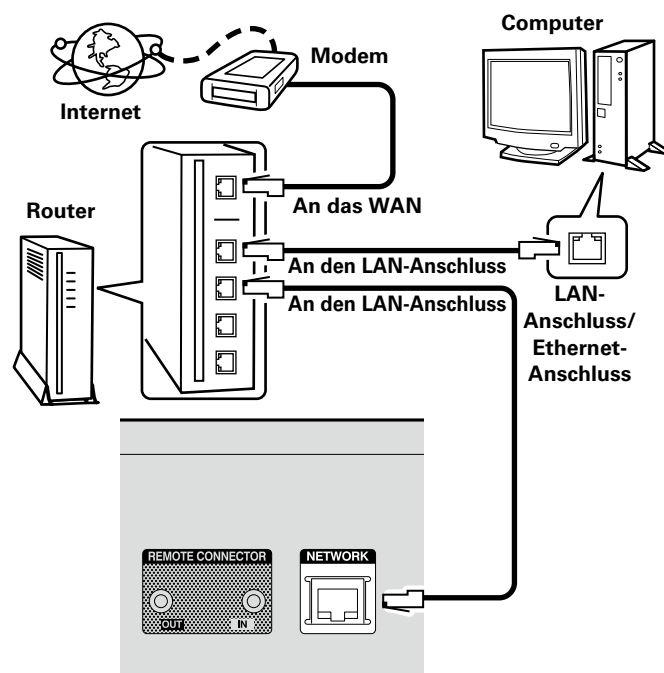 Computer
Modem
Internet
Router
An das WAN
An den LAN-Anschluss
An den LAN-Anschluss
LAN-
Anschluss/
Ethernet-
Anschluss
REMOTE CONNECTOR
NETWORK
OUT
IN